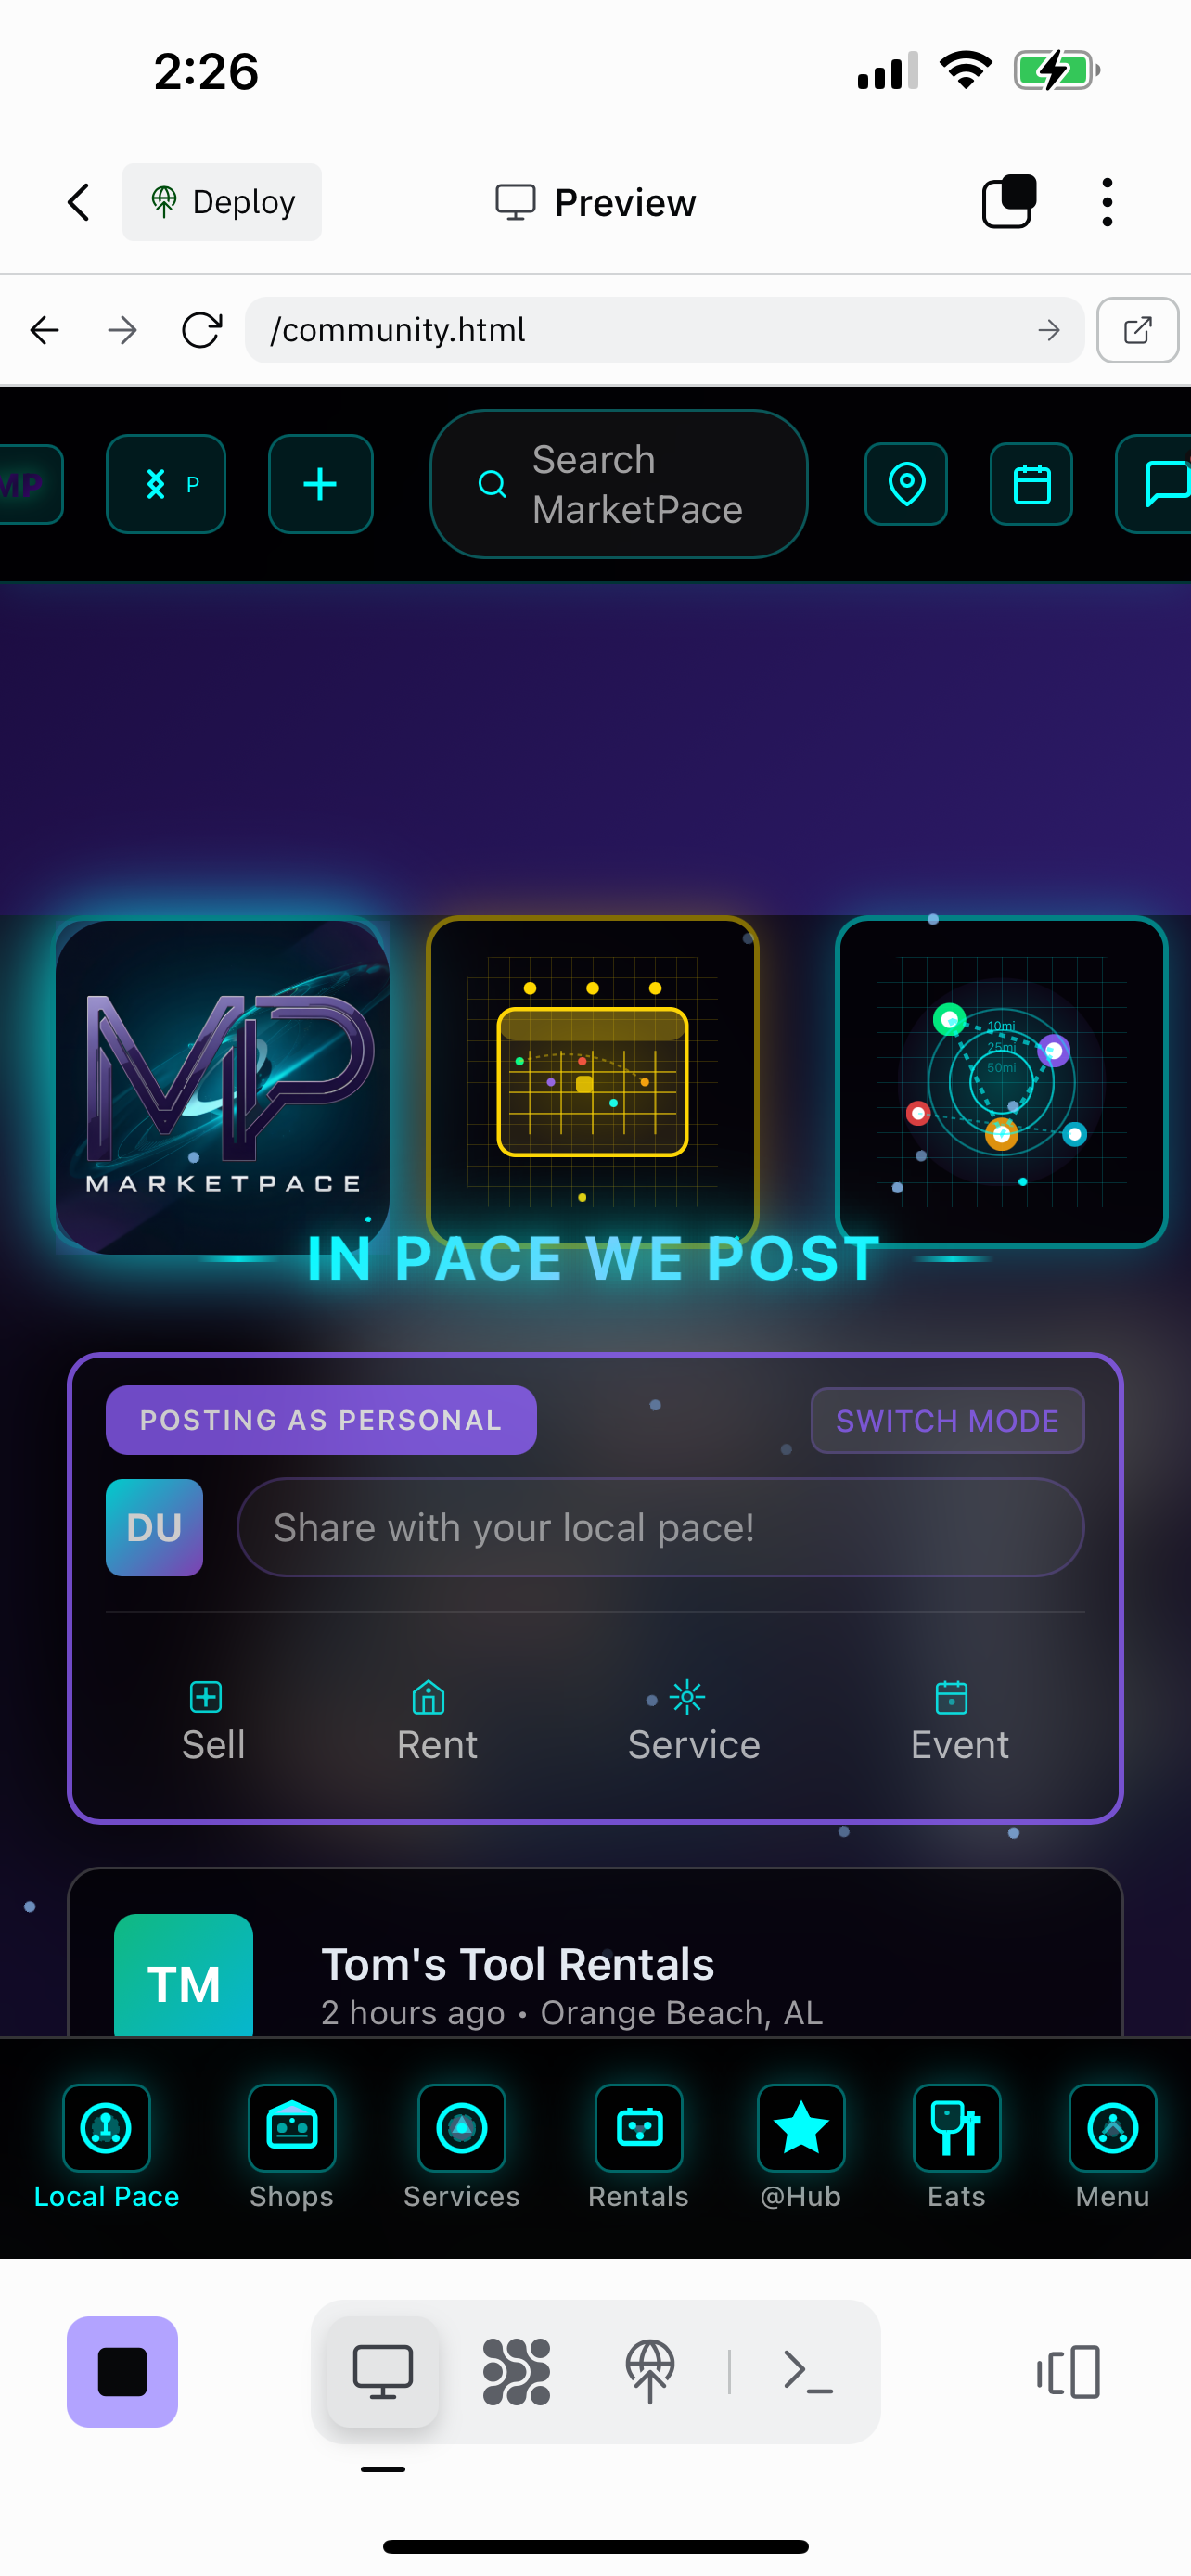 2:26
Deploy
Preview
/community.html
MP
P
Search
MarketPace
10mi
25mi
50mi
MP
MARKETPACE
IN PACE WE POST
POSTING AS PERSONAL
SWITCH MODE
DU
Share with your local pace!
Sell
Rent
Service
Event
TM
Tom's Tool Rentals
2 hours ago • Orange Beach, AL
Local Pace
Shops
Services
Rentals
@Hub
Eats
Menu